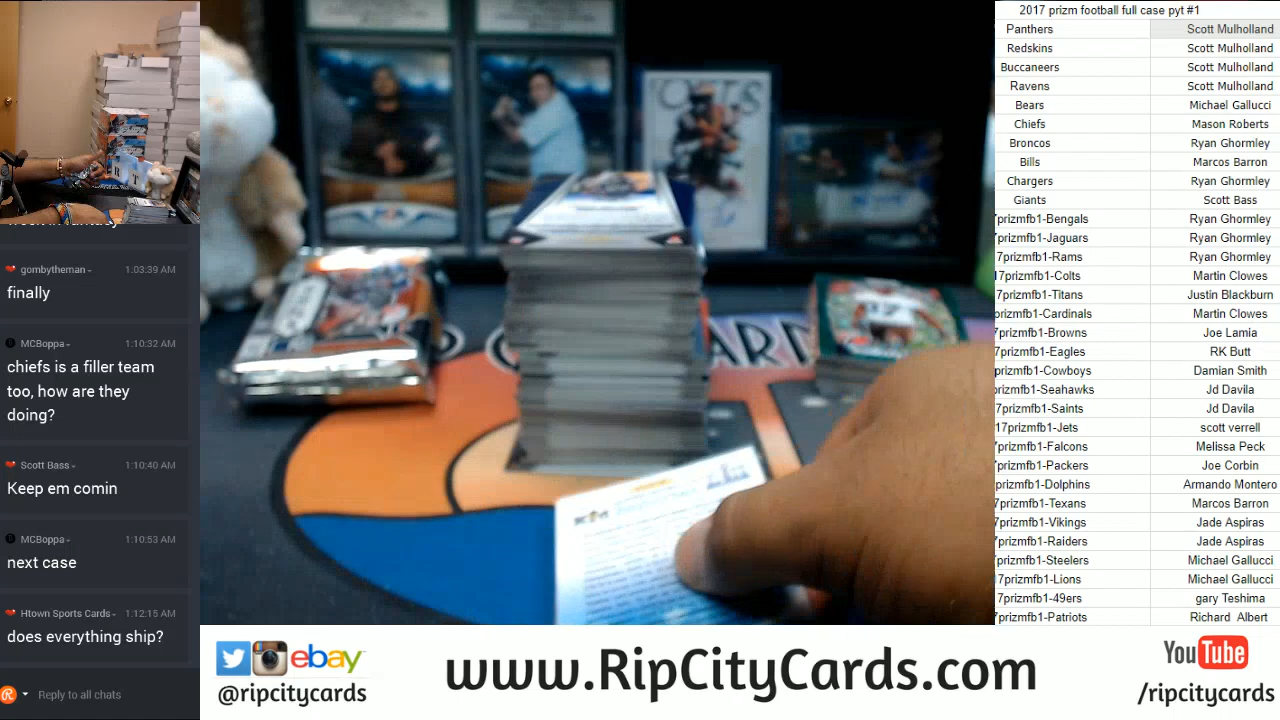 gombytheman
1:03:39 AM
finally
MCBoppa
1:10:32 AM
chiefs is a filler team
too, how are they
doing?
Scott Bass
1:10:40 AM
Keep em comin
MCBoppa
1:10:53 AM
next case
Htown Sports Cards
1:12:15 AM
does everything ship?
Reply to all chats
ARD
2017 prizm football full case pyt #1
Panthers Scott Mulholland
Redskins Scott Mulholland
Buccaneers Scott Mulholland
Ravens Scott Mulholland
Bears Michael Gallucci
Chiefs Mason Roberts
Broncos Ryan Ghormley
Bills Marcos Barron
Chargers Ryan Ghormley
Giants Scott Bass
7prizmfb1-Bengals Ryan Ghormley
7prizmfb1-Jaguars Ryan Ghormley
7prizmfb1-Rams Ryan Ghormley
17prizmfb1-Colts Martin Clowes
7prizmfb1-Titans Justin Blackburn
prizmfb1-Cardinals Martin Clowes
7prizmfb1-Browns Joe Lamia
7prizmfb1-Eagles RK Butt
prizmfb1-Cowboys Damian Smith
rizmfb1-Seahawks Jd Davila
7prizmfb1-Saints Jd Davila
17prizmfb1-Jets scott verrell
7prizmfb1-Falcons Melissa Peck
7prizmfb1-Packers Joe Corbin
7prizmfb1-Dolphins Armando Montero
7prizmfb1-Texans Marcos Barron
7prizmfb1-Vikings Jade Aspiras
7prizmfb1-Raiders Jade Aspiras
7prizmfb1-Steelers Michael Gallucci
17prizmfb1-Lions Michael Gallucci
17prizmfb1-49ers gary Teshima
7prizmfb1-Patriots Richard Albert
ebay
@ripcitycards
www.RipCityCards.com
YouTube
/ripcitycards